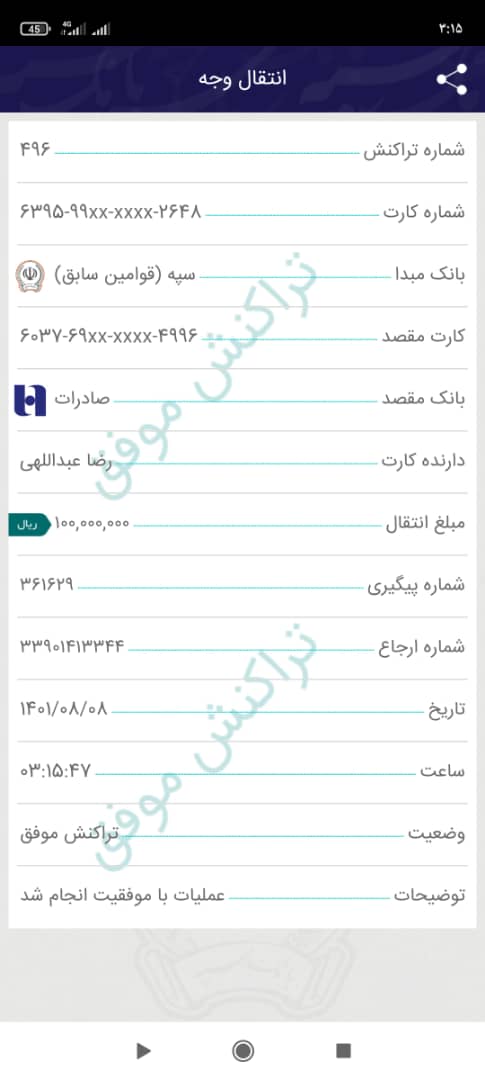 45 4G ۳:۱۵
انتقال وجه
شماره تراکنش ۴۹۶
شماره کارت ۶۳۹۵-۹۹xx-xxxx-۲۶۴۸
بانک مبدا سپه (قوامین سابق)
کارت مقصد ۶۰۳۷-۶۹xx-xxxx-۴۹۹۶
بانک مقصد صادرات
دارنده کارت رضا عبداللهی
مبلغ انتقال ۱۰۰,۰۰۰,۰۰۰ ریال
شماره پیگیری ۳۶۱۶۲۹
شماره ارجاع ۳۳۹۰۱۴۱۳۳۴۴
تاریخ ۱۴۰۱/۰۸/۰۸
ساعت ۰۳:۱۵:۴۷
وضعیت تراکنش موفق
توضیحات عملیات با موفقیت انجام شد
تراکنش موفق
تراکنش موفق